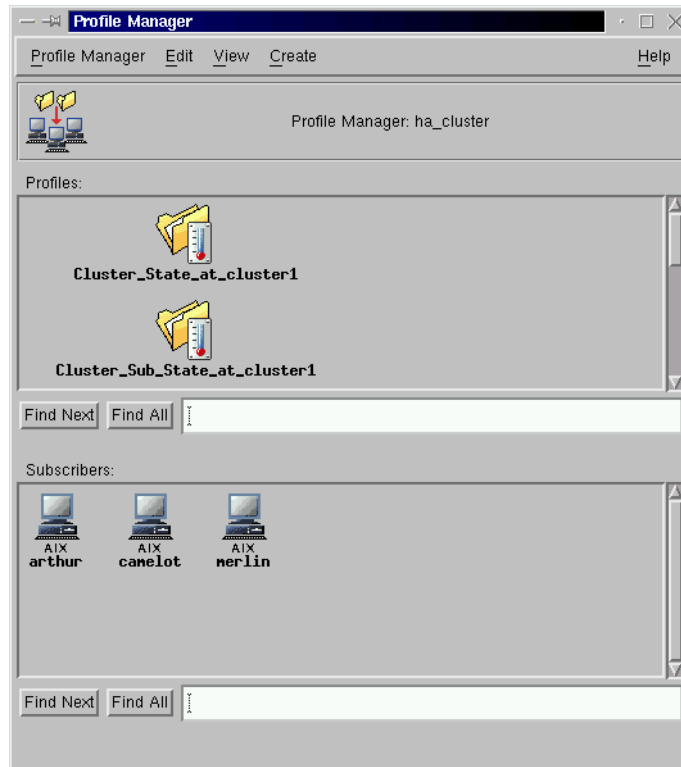 Profile Manager
Profile Manager Edit View Create Help
Profile Manager: ha_cluster
Profiles:
Cluster_State_at_cluster1
Cluster_Sub_State_at_cluster1
Find Next Find All
Subscribers:
AIX AIX AIX
arthur camelot merlin
Find Next Find All